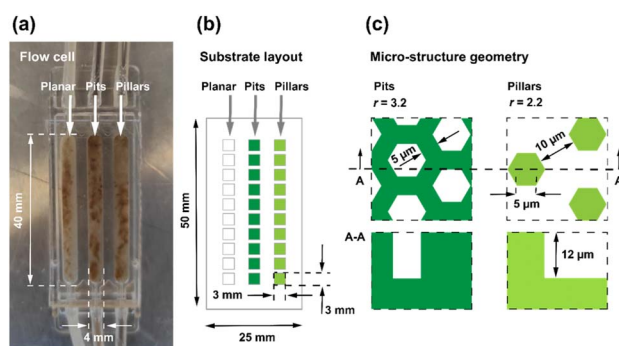 (a)
Flow cell
Planar Pits Pillars
40 mm
4 mm
(b)
Substrate layout
Planar Pits Pillars
50 mm
3 mm
3 mm
25 mm
(c)
Micro-structure geometry
Pits
r = 3.2
Pillars
r = 2.2
5 µm
10 µm
A
A
5 µm
A-A
12 µm